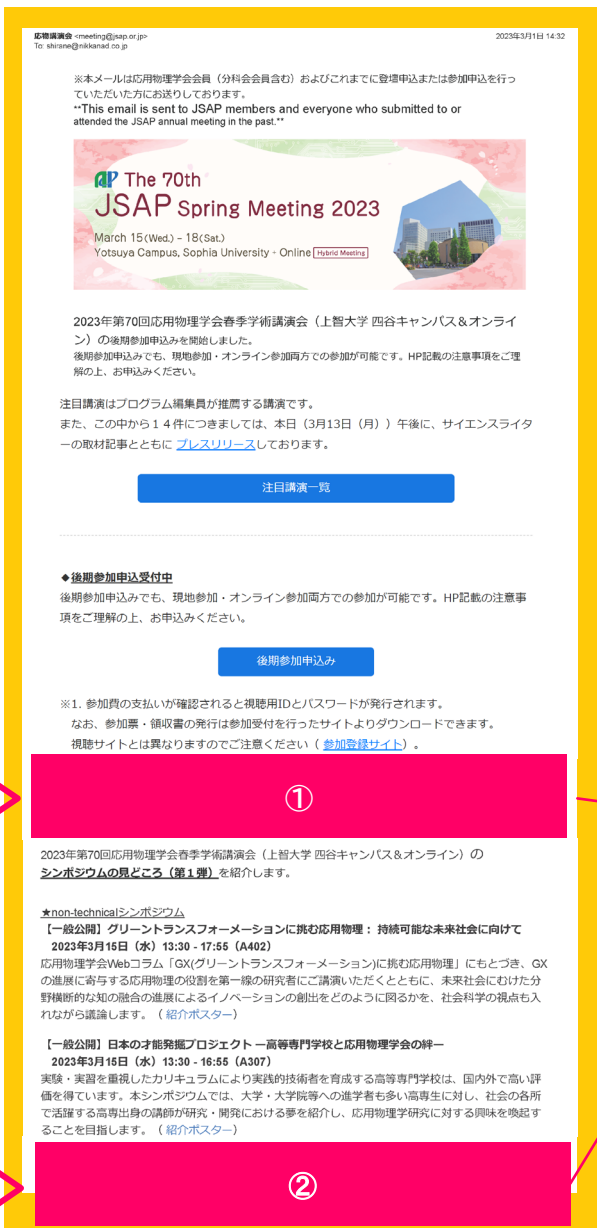 応物講演会 <meeting@jsap.or.jp>
2023年3月1日 14:32
To: shirane@nikkanad.co.jp
※本メールは応用物理学会会員（分科会会員含む）およびこれまでに登壇申込または参加申込を行っ
ていただいた方にお送りしております。
**This email is sent to JSAP members and everyone who submitted to or
attended the JSAP annual meeting in the past.**
The 70th
JSAP Spring Meeting 2023
March 15(Wed.) – 18(Sat.)
Yotsuya Campus, Sophia University + Online Hybrid Meeting
2023年第70回応用物理学会春季学術講演会（上智大学 四谷キャンパス＆オンライ
ン）の後期参加申込みを開始しました。
後期参加申込みでも、現地参加・オンライン参加両方での参加が可能です。HP記載の注意事項をご理
解の上、お申込みください。
注目講演はプログラム編集員が推薦する講演です。
また、この中から１４件につきましては、本日（3月13日（月））午後に、サイエンスライタ
ーの取材記事とともに プレスリリースしております。
注目講演一覧
◆後期参加申込受付中
後期参加申込みでも、現地参加・オンライン参加両方での参加が可能です。HP記載の注意事
項をご理解の上、お申込みください。
後期参加申込み
※1. 参加費の支払いが確認されると視聴用IDとパスワードが発行されます。
なお、参加票・領収書の発行は参加受付を行ったサイトよりダウンロードできます。
視聴サイトとは異なりますのでご注意ください（ 参加登録サイト）。
①
2023年第70回応用物理学会春季学術講演会（上智大学 四谷キャンパス＆オンライン）の
シンポジウムの見どころ（第１弾）を紹介します。
★non-technicalシンポジウム
【一般公開】グリーントランスフォーメーションに挑む応用物理： 持続可能な未来社会に向けて
2023年3月15日（水）13:30 - 17:55（A402）
応用物理学会Webコラム「GX(グリーントランスフォーメーション)に挑む応用物理」にもとづき、GX
の進展に寄与する応用物理の役割を第一線の研究者にご講演いただくとともに、未来社会にむけた分
野横断的な知の融合の進展によるイノベーションの創出をどのように図るかを、社会科学の視点も入
れながら議論します。（ 紹介ポスター）
【一般公開】日本の才能発掘プロジェクト ー高等専門学校と応用物理学会の絆ー
2023年3月15日（水）13:30 - 16:55（A307）
実験・実習を重視したカリキュラムにより実践的技術者を育成する高等専門学校は、国内外で高い評
価を得ています。本シンポジウムでは、大学・大学院等への進学者も多い高専生に対し、社会の各所
で活躍する高専出身の講師が研究・開発における夢を紹介し、応用物理学研究に対する興味を喚起す
ることを目指します。（ 紹介ポスター）
②